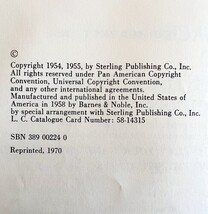 ©
Copyright 1954, 1955, by Sterling Publishing Co., Inc.
All rights reserved under Pan American Copyright
Convention, Universal Copyright Convention, and
any other international agreements.
Manufactured and published in the United States of
America in 1958 by Barnes & Noble, Inc.
by special arrangement with Sterling Publishing Co., Inc.
L. C. Catalogue Card Number: 58-14315
SBN 389 00224 0
Reprinted, 1970